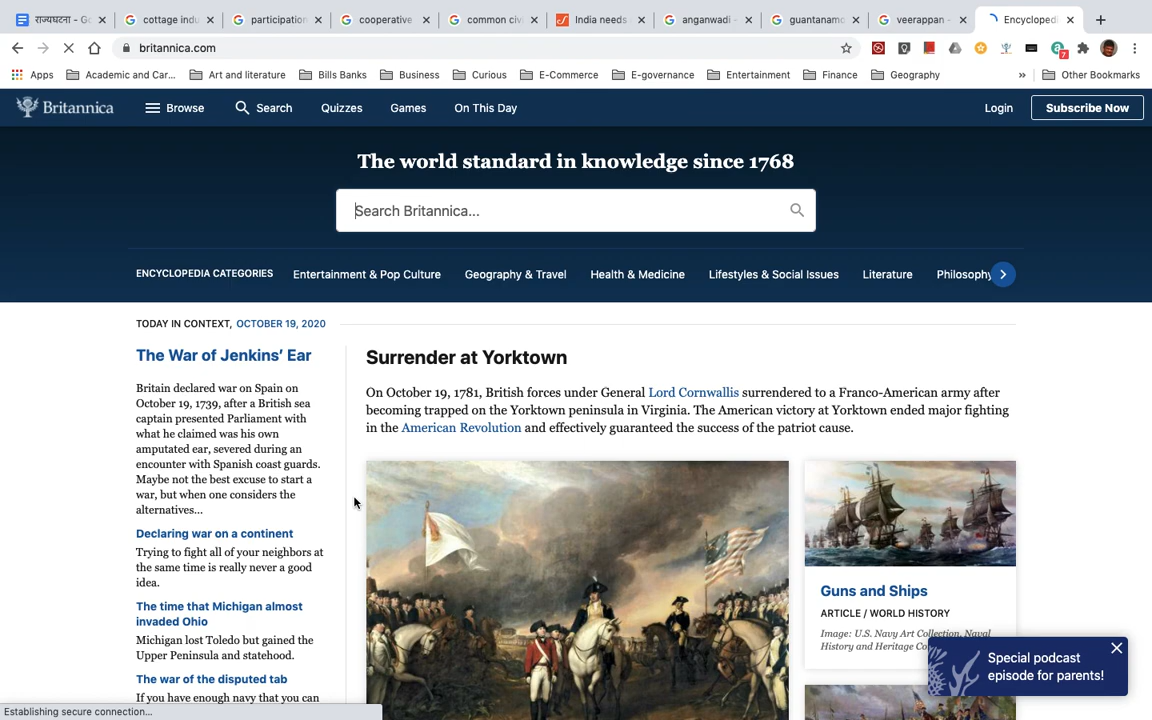 राज्यघटना - Go
cottage indu
participation
cooperative
common civi
India needs
anganwadi -
guantanamo
veerappan -
Encyclopedi
britannica.com
7
Apps
Academic and Car...
Art and literature
Bills Banks
Business
Curious
E-Commerce
E-governance
Entertainment
Finance
Geography
»
Other Bookmarks
Britannica
Browse
Search
Quizzes
Games
On This Day
Login
Subscribe Now
The world standard in knowledge since 1768
Search Britannica...
ENCYCLOPEDIA CATEGORIES
Entertainment & Pop Culture
Geography & Travel
Health & Medicine
Lifestyles & Social Issues
Literature
Philosophy
TODAY IN CONTEXT, OCTOBER 19, 2020
The War of Jenkins' Ear
Britain declared war on Spain on
October 19, 1739, after a British sea
captain presented Parliament with
what he claimed was his own
amputated ear, severed during an
encounter with Spanish coast guards.
Maybe not the best excuse to start a
war, but when one considers the
alternatives...
Declaring war on a continent
Trying to fight all of your neighbors at
the same time is really never a good
idea.
The time that Michigan almost
invaded Ohio
Michigan lost Toledo but gained the
Upper Peninsula and statehood.
The war of the disputed tab
If you have enough navy that you can
Surrender at Yorktown
On October 19, 1781, British forces under General Lord Cornwallis surrendered to a Franco-American army after
becoming trapped on the Yorktown peninsula in Virginia. The American victory at Yorktown ended major fighting
in the American Revolution and effectively guaranteed the success of the patriot cause.
Guns and Ships
ARTICLE / WORLD HISTORY
Image: U.S. Navy Art Collection, Naval
History and Heritage Co
Special podcast
episode for parents!
Establishing secure connection...